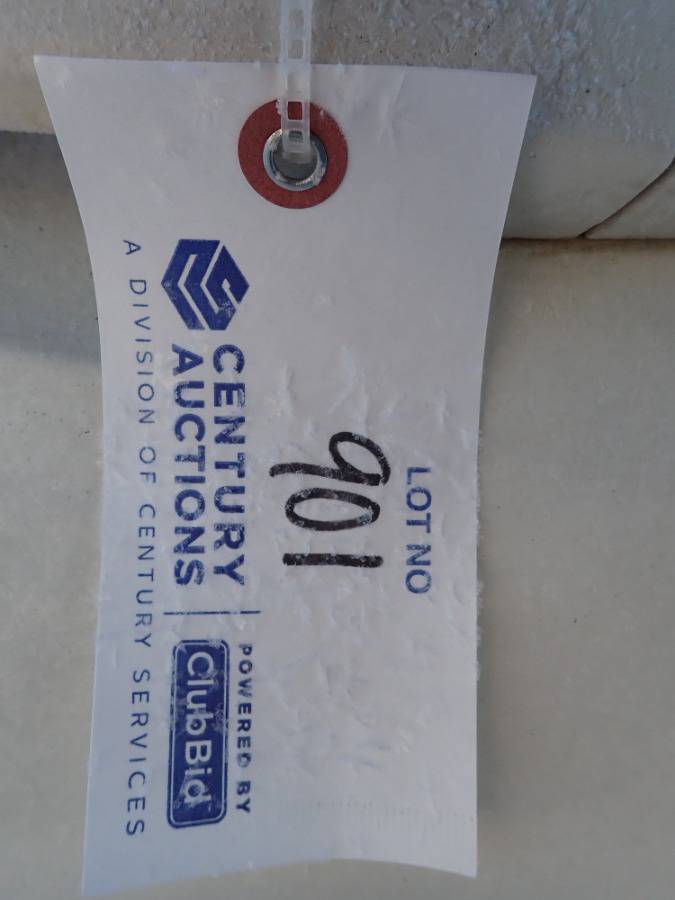 LOT NO
901
CENTURY
AUCTIONS
POWERED BY
ClubBid
A DIVISION OF CENTURY SERVICES